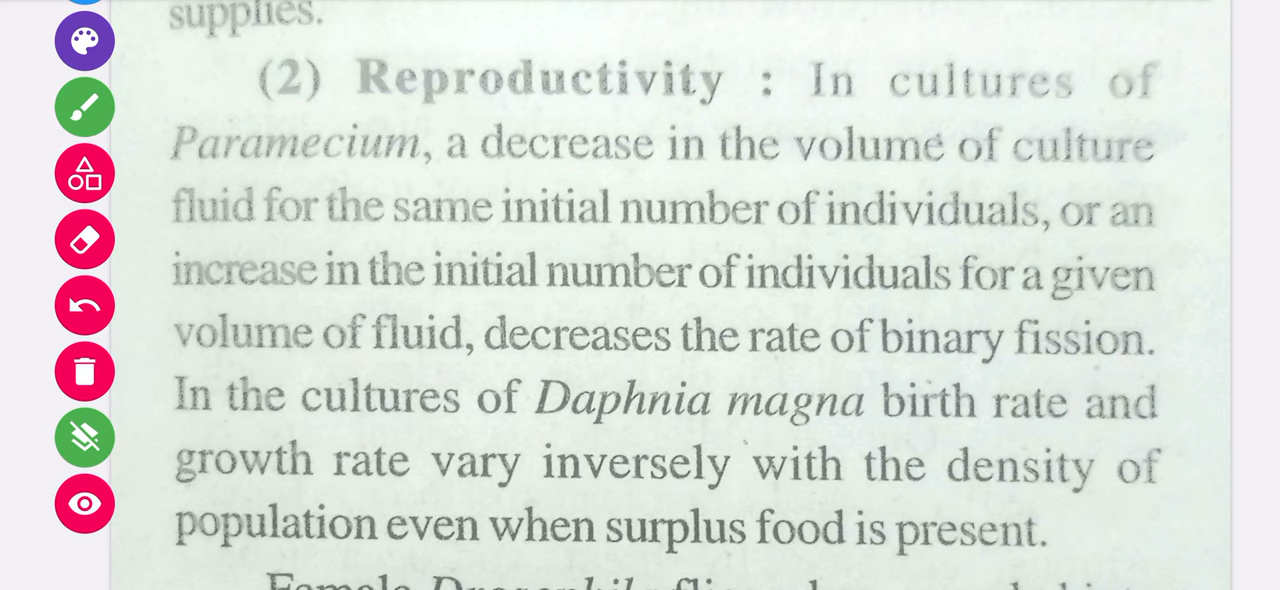 supplies.
(2) Reproductivity : In cultures of
Paramecium, a decrease in the volume of culture
fluid for the same initial number of individuals, or an
increase in the initial number of individuals for a given
volume of fluid, decreases the rate of binary fission.
In the cultures of Daphnia magna birth rate and
growth rate vary inversely with the density of
population even when surplus food is present.
Female Drosophila